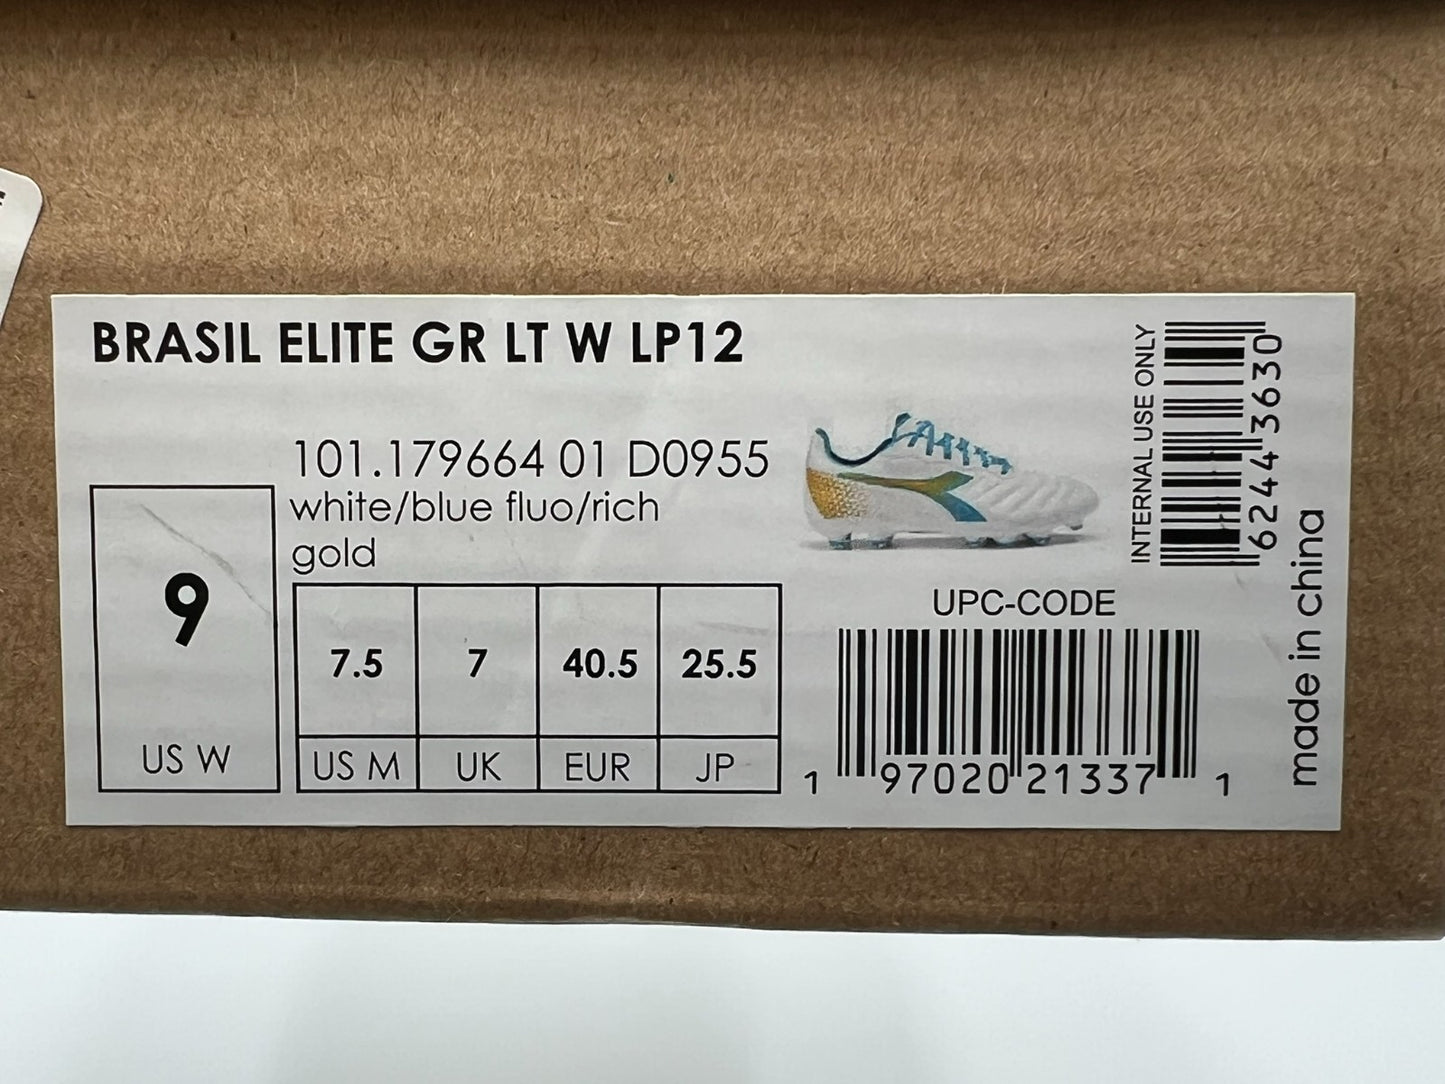 BRASIL ELITE GR LT W LP12
101.179664 01 D0955
white/blue fluo/rich
gold
9
US W
7.5 7 40.5 25.5
US M UK EUR JP
INTERNAL USE ONLY
62443630
UPC-CODE
1 97020 21337 1
made in china